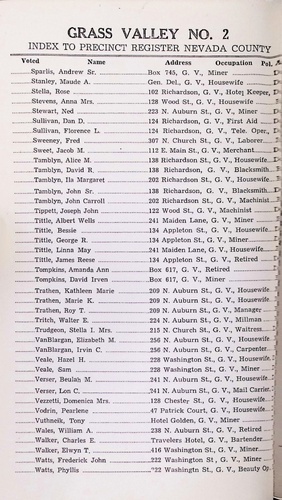 GRASS VALLEY NO. 2
INDEX TO PRECINCT REGISTER NEVADA COUNTY
Voted Name Address Occupation Pol.
Sparlis, Andrew Sr. Box 745, G. V., Miner
Stanley, Maude A. Gen. Del., G. V., Housewife
Stella, Rose 102 Richardson, G. V., Hotel Keeper,
Stevens, Anna Mrs. 128 Wood St., G. V., Housewife
Stewart, Ned 223 N. Auburn St., G. V., Miner
Sullivan, Dan D. 124 Richardson, G. V., First Aid
Sullivan, Florence L. 124 Richardson, G. V., Tele. Oper.,
Sweeney, Fred 307 N. Church St., G. V., Laborer
Sweet, Jacob M. 112 E. Main St., G. V., Merchant
Tamblyn, Alice M. 138 Richardson, G. V., Housewife
Tamblyn, David R. 138 Richardson, G. V., Blacksmith
Tamblyn, Ila Margaret 202 Richardson, G. V., Housewife
Tamblyn, John Sr. 138 Richardson, G. V., Blacksmith
Tamblyn, John Carroll 202 Richardson, G. V., Machinist
Tippett, Joseph John 122 Wood St., G. V., Machinist
Tittle, Albert Wells 241 Maiden Lane, G. V., Miner
Tittle, Bessie 134 Appleton St., G. V., Housewife
Tittle, George R. 134 Appleton St., G. V., Miner
Tittle, Linna May 241 Maiden Lane, G. V., Housewife
Tittle, James Reese 134 Appleton St., G. V., Retired
Tompkins, Amanda Ann Box 617, G. V., Retired
Tompkins, David Irven Box 617, G. V., Miner
Trathen, Kathleen Marie 209 N. Auburn St., G. V., Housewife
Trathen, Marie K. 209 N. Auburn St., G. V., Housewife
Trathen, Roy T. 209 N. Auburn St., G. V., Manager
Tritch, Walter E. 224 N. Auburn St., G. V., Millman
Trudgeon, Stella I. Mrs. 215 N. Church St., G. V., Waitress
VanBlargan, Elizabeth M. 256 N. Auburn St., G. V., Housewife
VanBlargan, Irvin C. 256 N. Auburn St., G. V., Carpenter
Veale, Hazel H. 228 Washington St., G. V., Housewife
Veale, Sam 228 Washington St., G. V., Miner
Verser, Beulah M. 241 N. Auburn St., G. V., Housewife
Verser, Lon C. 241 N. Auburn St., G. V., Mail Carrier
Vezzetti, Domenica Mrs. 128 Chester St., G. V., Housewife
Vodrin, Pearlene 47 Patrick Court, G. V., Housewife
Vuthneik, Tony Hotel Golden, G. V., Miner
Wales, William A. 238 N. Auburn St., G. V., Retired
Walker, Charles E. Travelers Hotel, G. V., Bartender
Walker, Elwyn T. 416 Washington St., G. V., Miner
Watts, Frederick John 222 Washington St., G. V., Miner
Watts, Phyllis 222 Washingtn St., G. V., Beauty Op.